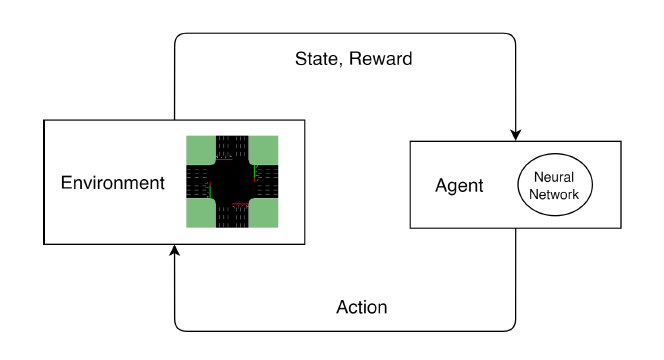 State, Reward
Environment
Agent
Neural
Network
Action